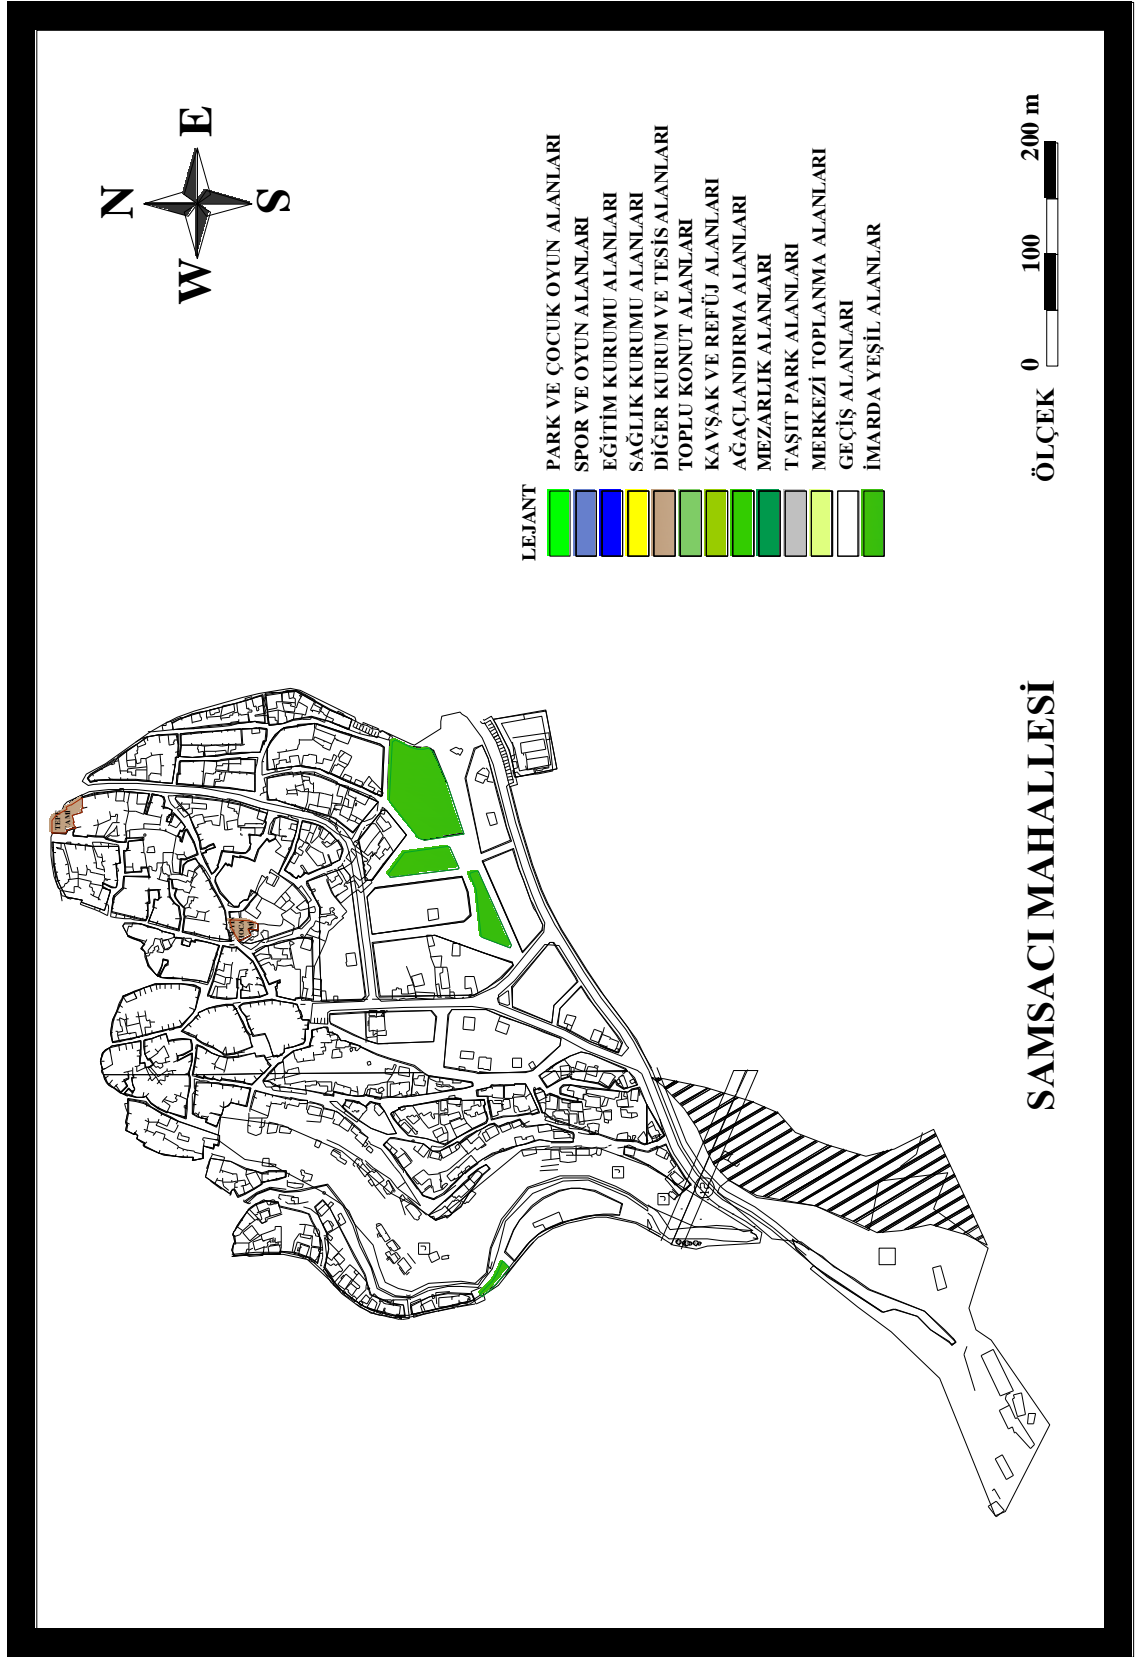 N
W
E
S
LEJANT
PARK VE ÇOCUK OYUN ALANLARI
SPOR VE OYUN ALANLARI
EĞİTİM KURUMU ALANLARI
SAĞLIK KURUMU ALANLARI
DİĞER KURUM VE TESİS ALANLARI
TOPLU KONUT ALANLARI
KAVŞAK VE REFÜJ ALANLARI
AĞAÇLANDIRMA ALANLARI
MEZARLIK ALANLARI
TAŞIT PARK ALANLARI
MERKEZİ TOPLANMA ALANLARI
GEÇİŞ ALANLARI
İMARDA YEŞİL ALANLAR
ÖLÇEK
0
100
200 m
SAMSACI MAHALLESİ